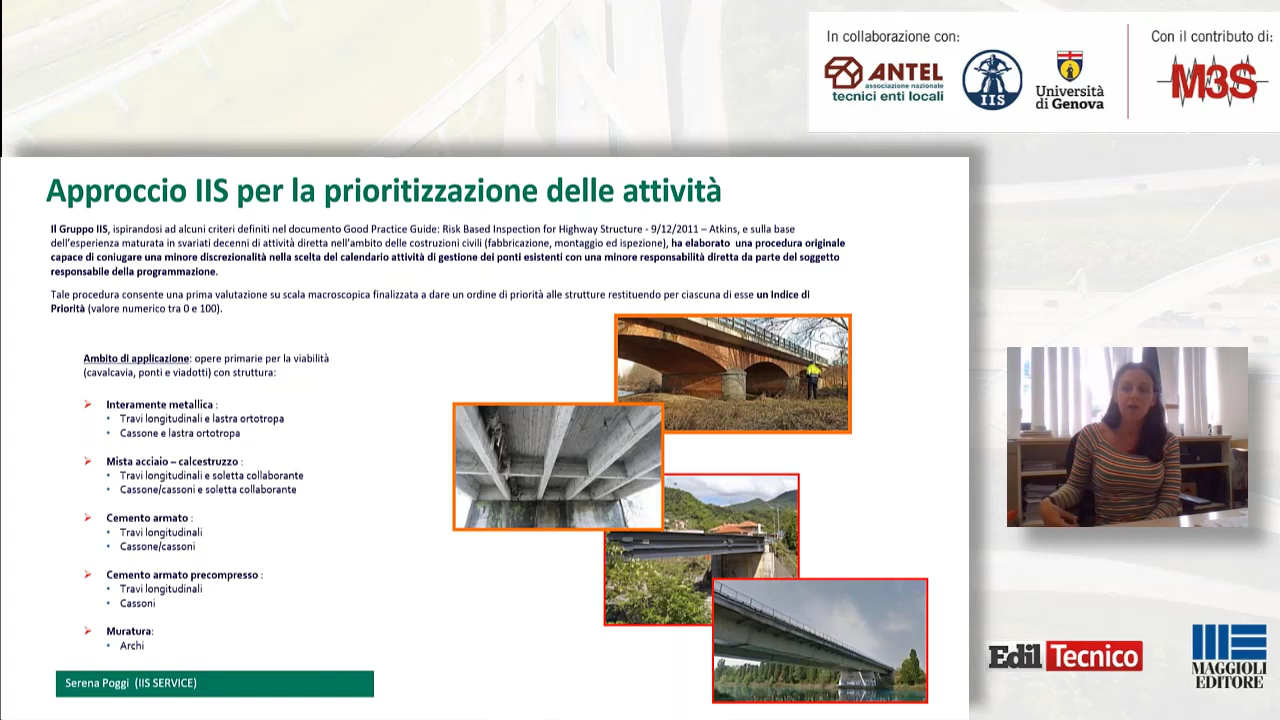 In collaborazione con:
Con il contributo di:
ANTEL
associazione nazionale
tecnici enti locali
IIS
Università
di Genova
M3S
Approccio IIS per la prioritizzazione delle attività
Il Gruppo IIS, ispirandosi ad alcuni criteri definiti nel documento Good Practice Guide: Risk Based Inspection for Highway Structure - 9/12/2011 – Atkins, e sulla base
dell'esperienza maturata in svariati decenni di attività diretta nell'ambito delle costruzioni civili (fabbricazione, montaggio ed ispezione), ha elaborato una procedura originale
capace di coniugare una minore discrezionalità nella scelta del calendario attività di gestione dei ponti esistenti con una minore responsabilità diretta da parte del soggetto
responsabile della programmazione.
Tale procedura consente una prima valutazione su scala macroscopica finalizzata a dare un ordine di priorità alle strutture restituendo per ciascuna di esse un Indice di
Priorità (valore numerico tra 0 e 100).
Ambito di applicazione: opere primarie per la viabilità
(cavalcavia, ponti e viadotti) con struttura:
➢ Interamente metallica :
• Travi longitudinali e lastra ortotropa
• Cassone e lastra ortotropa
➢ Mista acciaio – calcestruzzo :
• Travi longitudinali e soletta collaborante
• Cassone/cassoni e soletta collaborante
➢ Cemento armato :
• Travi longitudinali
• Cassone/cassoni
➢ Cemento armato precompresso :
• Travi longitudinali
• Cassoni
➢ Muratura:
• Archi
Serena Poggi (IIS SERVICE)
Edil Tecnico
MAGGIOLI
EDITORE